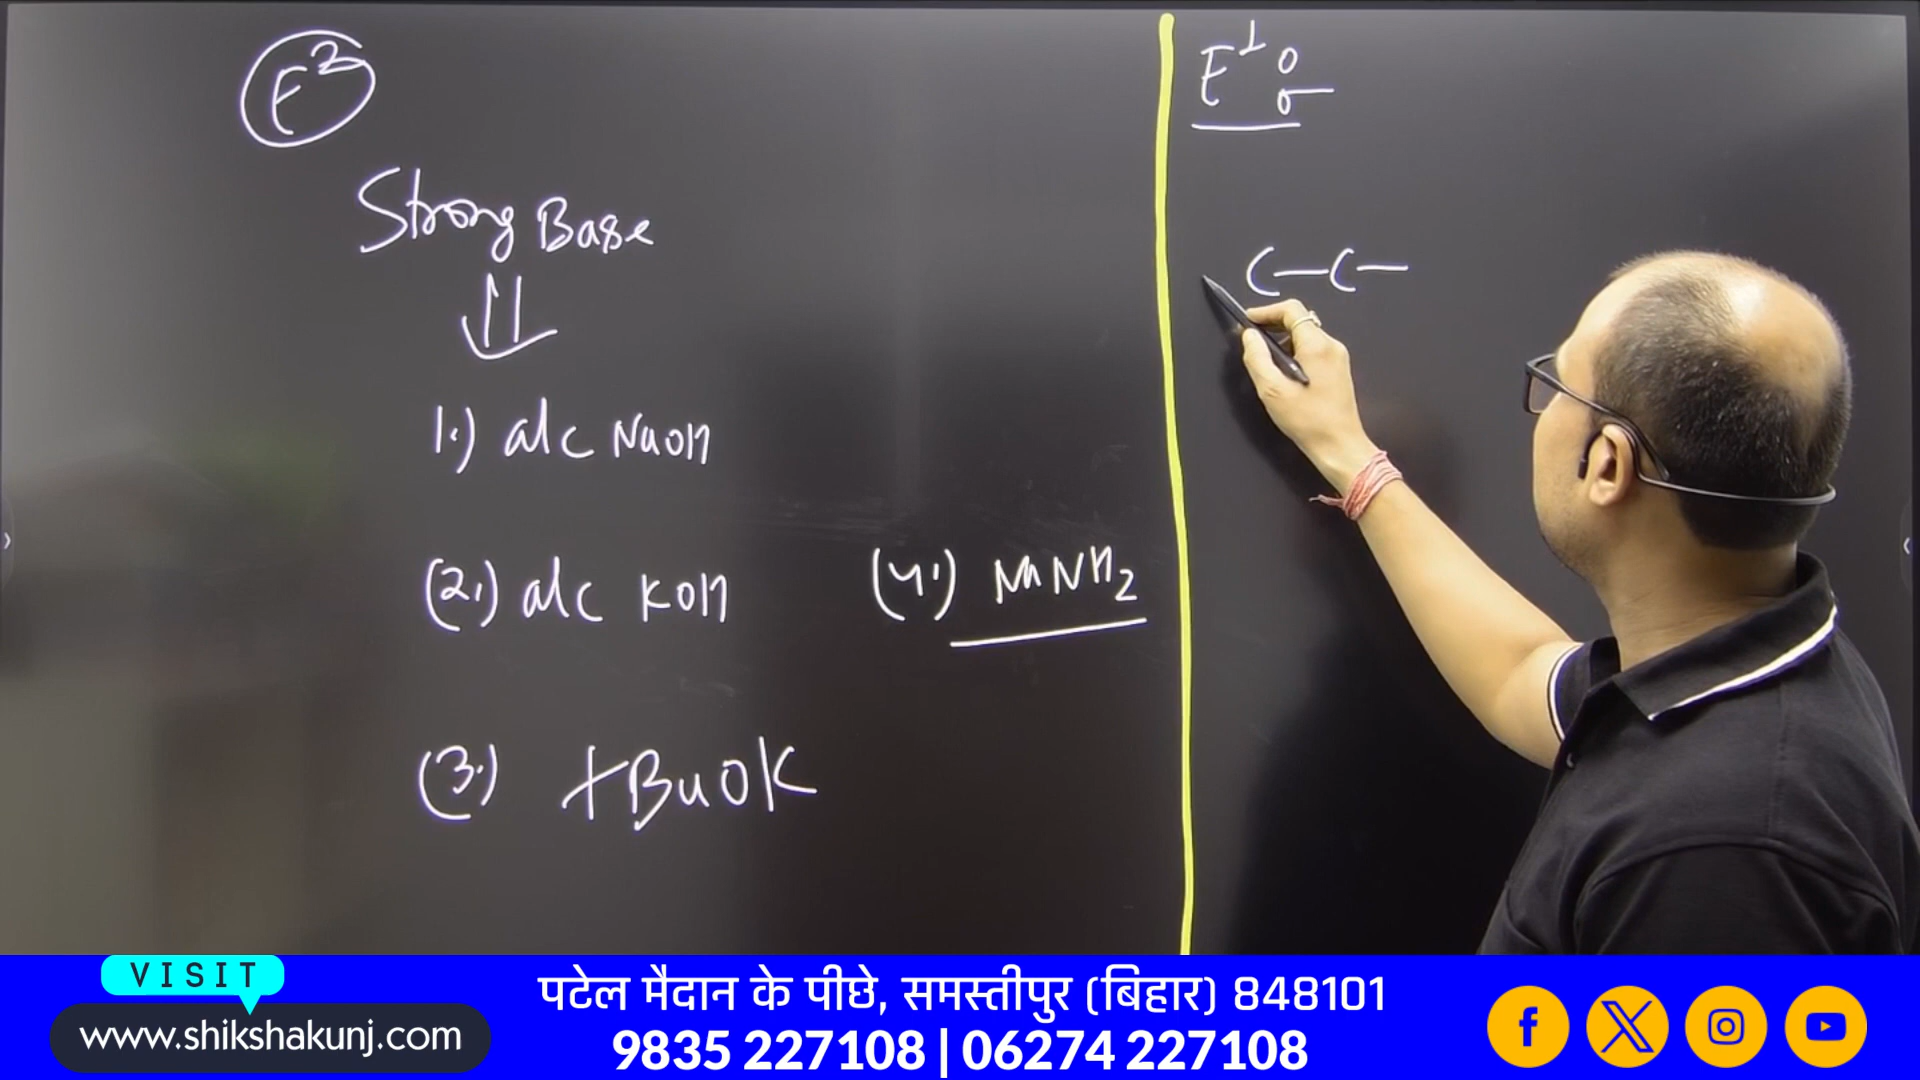 E²
Strong Base
1.) alc NaOH
(2.) alc KOH
(3.) tBuOK
(4.) NaNH₂
E¹ :-
C-C-
VISIT
www.shikshakunj.com
पटेल मैदान के पीछे, समस्तीपुर (बिहार) 848101
9835 227108 | 06274 227108